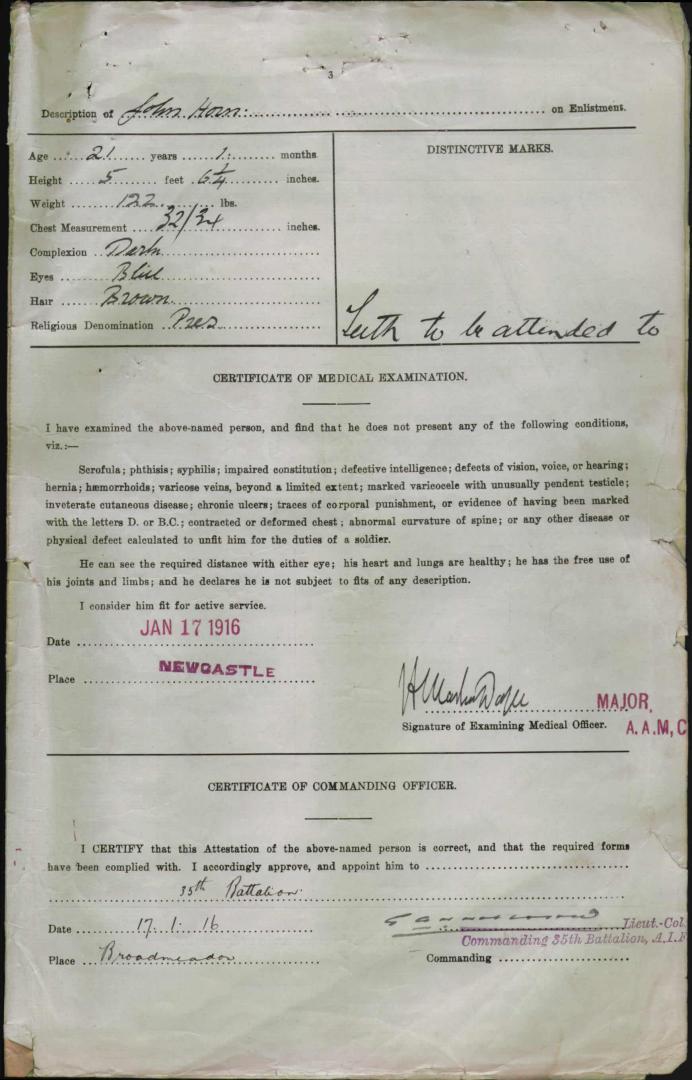 3
Description of John Horn on Enlistment.
Age 21 years 1 months
Height 5 feet 6¼ inches.
Weight 122 lbs.
Chest Measurement 32/34 inches.
Complexion Dark
Eyes Blue
Hair Brown
Religious Denomination Pres
DISTINCTIVE MARKS.
Teeth to be attended to
CERTIFICATE OF MEDICAL EXAMINATION.
I have examined the above-named person, and find that he does not present any of the following conditions,
viz.:—
Scrofula; phthisis; syphilis; impaired constitution; defective intelligence; defects of vision, voice, or hearing;
hernia; hæmorrhoids; varicose veins, beyond a limited extent; marked varicocele with unusually pendent testicle;
inveterate cutaneous disease; chronic ulcers; traces of corporal punishment, or evidence of having been marked
with the letters D. or B.C.; contracted or deformed chest; abnormal curvature of spine; or any other disease or
physical defect calculated to unfit him for the duties of a soldier.
He can see the required distance with either eye; his heart and lungs are healthy; he has the free use of
his joints and limbs; and he declares he is not subject to fits of any description.
I consider him fit for active service.
Date JAN 17 1916
Place NEWCASTLE
MAJOR,
Signature of Examining Medical Officer. A.A.M,C
CERTIFICATE OF COMMANDING OFFICER.
I CERTIFY that this Attestation of the above-named person is correct, and that the required forms
have been complied with. I accordingly approve, and appoint him to
35th Battalion
Date 17. 1. 16
Lieut.-Col.
Commanding 35th Battalion, A.I.F
Place Broadmeadow
Commanding